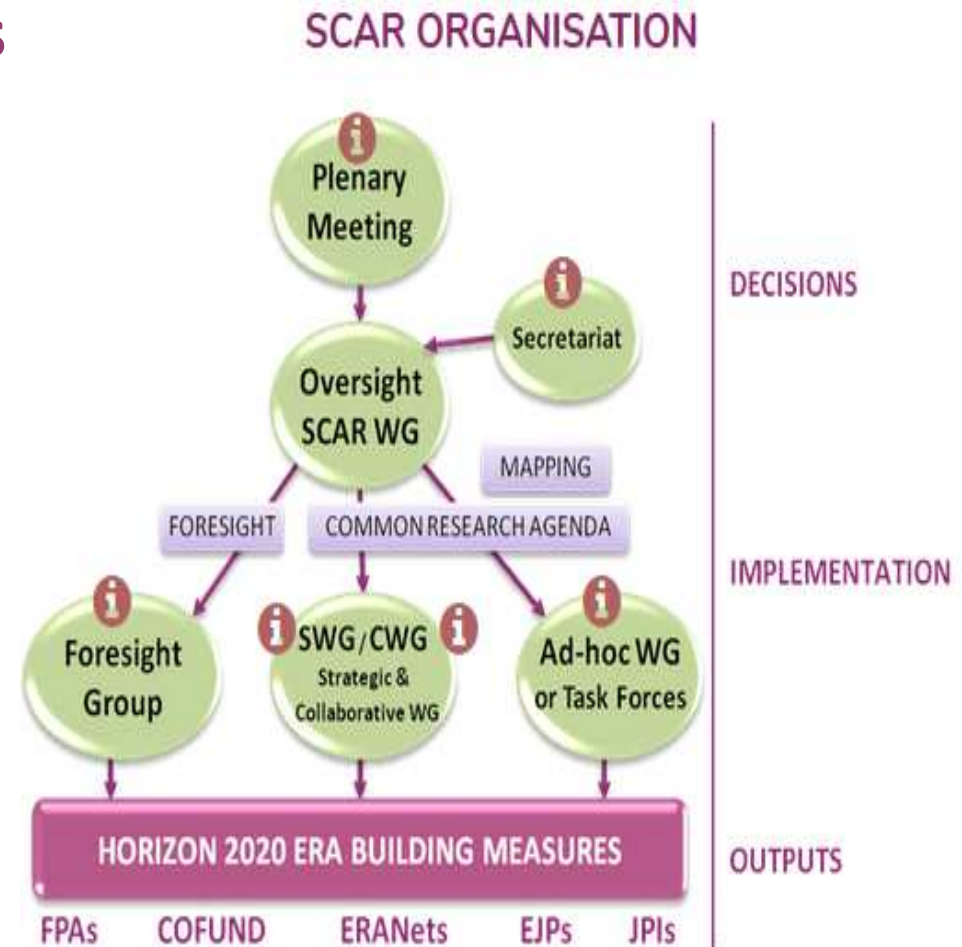 S
SCAR ORGANISATION
i
Plenary
Meeting
DECISIONS
i
Secretariat
Oversight
SCAR WG
MAPPING
FORESIGHT
COMMON RESEARCH AGENDA
IMPLEMENTATION
i
Foresight
Group
i
SWG/CWG
i
Strategic &
Collaborative WG
i
Ad-hoc WG
or Task Forces
HORIZON 2020 ERA BUILDING MEASURES
OUTPUTS
FPAs COFUND ERANets EJPs JPIs